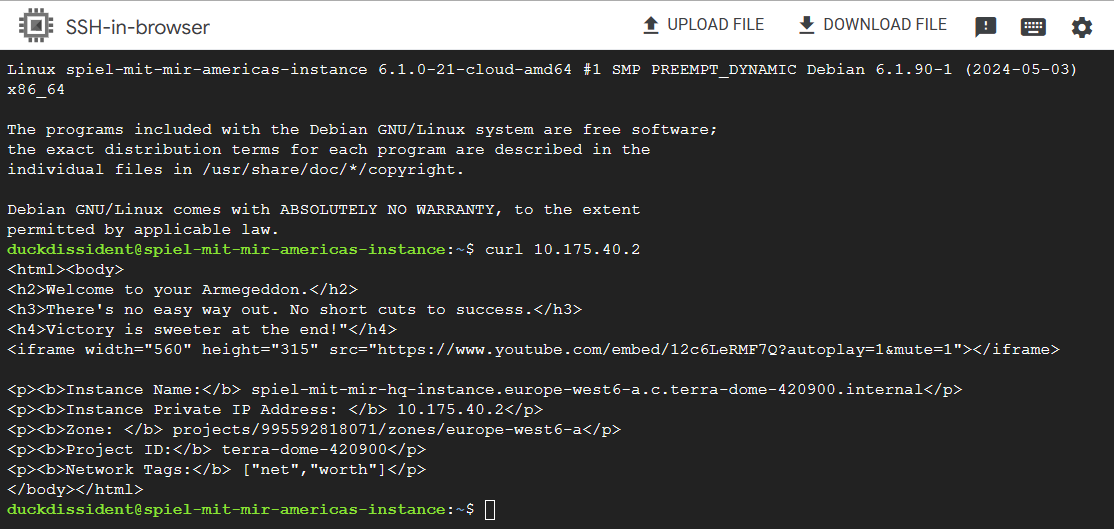 SSH-in-browser
UPLOAD FILE
DOWNLOAD FILE
Linux spiel-mit-mir-americas-instance 6.1.0-21-cloud-amd64 #1 SMP PREEMPT_DYNAMIC Debian 6.1.90-1 (2024-05-03)
x86_64
The programs included with the Debian GNU/Linux system are free software;
the exact distribution terms for each program are described in the
individual files in /usr/share/doc/*/copyright.
Debian GNU/Linux comes with ABSOLUTELY NO WARRANTY, to the extent
permitted by applicable law.
duckdissident@spiel-mit-mir-americas-instance:~$ curl 10.175.40.2
<html><body>
<h2>Welcome to your Armegeddon.</h2>
<h3>There's no easy way out. No short cuts to success.</h3>
<h4>Victory is sweeter at the end!"</h4>
<iframe width="560" height="315" src="https://www.youtube.com/embed/12c6LeRMF7Q?autoplay=1&mute=1"></iframe>
<p><b>Instance Name:</b> spiel-mit-mir-hq-instance.europe-west6-a.c.terra-dome-420900.internal</p>
<p><b>Instance Private IP Address: </b> 10.175.40.2</p>
<p><b>Zone: </b> projects/995592818071/zones/europe-west6-a</p>
<p><b>Project ID:</b> terra-dome-420900</p>
<p><b>Network Tags:</b> ["net","worth"]</p>
</body></html>
duckdissident@spiel-mit-mir-americas-instance:~$